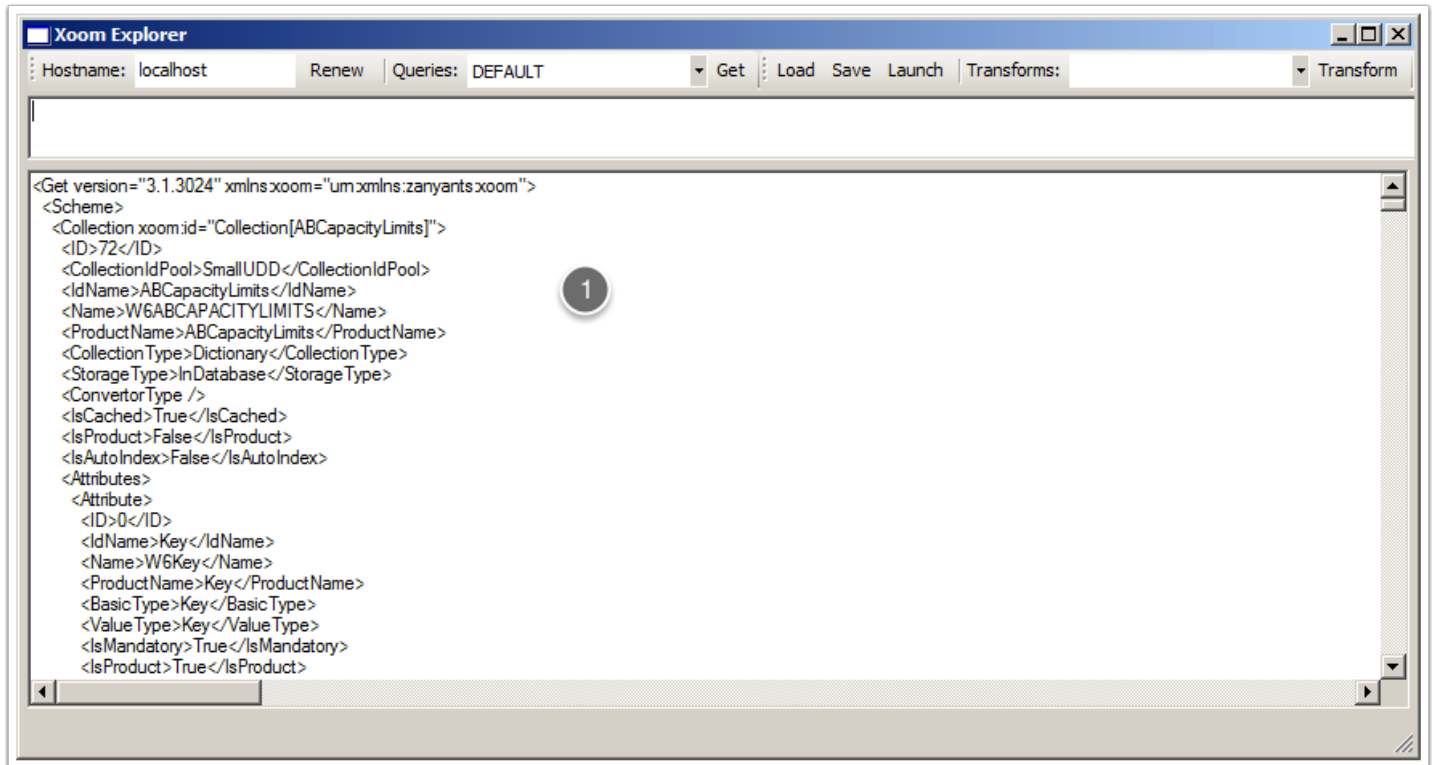 Xoom Explorer
Hostname: localhost Renew Queries: DEFAULT Get Load Save Launch Transforms: Transform
<Get version="3.1.3024" xmlns:xoom="urn:xmlns:zanyants:xoom">
<Scheme>
<Collection xoom:id="Collection[ABCapacityLimits]">
<ID>72</ID>
<CollectionIdPool>SmallUDD</CollectionIdPool>
1
<IdName>ABCapacityLimits</IdName>
<Name>W6ABCAPACITYLIMITS</Name>
<ProductName>ABCapacityLimits</ProductName>
<CollectionType>Dictionary</CollectionType>
<StorageType>InDatabase</StorageType>
<ConvertorType />
<IsCached>True</IsCached>
<IsProduct>False</IsProduct>
<IsAutoIndex>False</IsAutoIndex>
<Attributes>
<Attribute>
<ID>0</ID>
<IdName>Key</IdName>
<Name>W6Key</Name>
<ProductName>Key</ProductName>
<BasicType>Key</BasicType>
<ValueType>Key</ValueType>
<IsMandatory>True</IsMandatory>
<IsProduct>True</IsProduct>